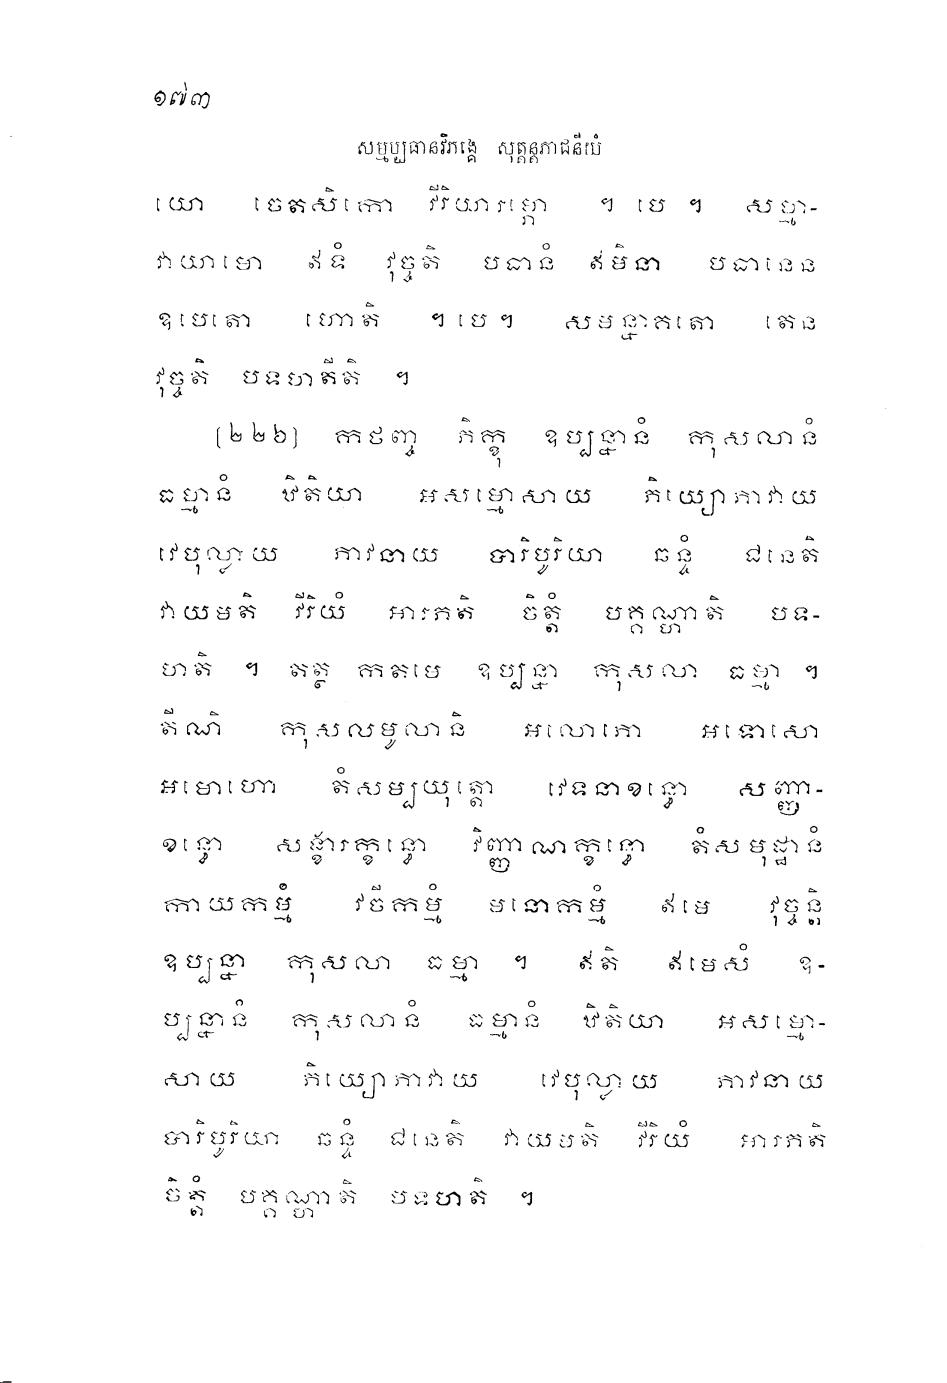 ១៧៣
សម្មប្បធានវិភង្គេ សុត្តន្តភាជនីយំ
យោ ចេតសិកោ វីរិយារម្ភោ ។ បេ ។ សម្មា-
វាយាមោ ឥទំ វុច្ចតិ បធានំ ឥមិនា បធានេន
ឧបេតោ ហោតិ ។ បេ ។ សមន្នាគតោ តេន
វុច្ចតិ បទហតីតិ ។
[២២៦] កថញ្ច ភិក្ខុ ឧប្បន្នានំ កុសលានំ
ធម្មានំ ឋិតិយា អសម្មោសាយ ភិយ្យោភាវាយ
វេបុល្លាយ ភាវនាយ បារិបូរិយា ឆន្ទំ ជនេតិ
វាយមតិ វីរិយំ អារភតិ ចិត្តំ បគ្គណ្ហាតិ បទ-
ហតិ ។ តត្ថ កតមេ ឧប្បន្នា កុសលា ធម្មា ។
តីណិ កុសលមូលានិ អលោភោ អទោសោ
អមោហោ តំសម្បយុត្តោ វេទនាខន្ធោ សញ្ញា-
ខន្ធោ សង្ខារក្ខន្ធោ វិញ្ញាណក្ខន្ធោ តំសមុដ្ឋានំ
កាយកម្មំ វចីកម្មំ មនោកម្មំ ឥមេ វុច្ចន្តិ
ឧប្បន្នា កុសលា ធម្មា ។ ឥតិ ឥមេសំ ឧ-
ប្បន្នានំ កុសលានំ ធម្មានំ ឋិតិយា អសម្មោ-
សាយ ភិយ្យោភាវាយ វេបុល្លាយ ភាវនាយ
បារិបូរិយា ឆន្ទំ ជនេតិ វាយមតិ វីរិយំ អារភតិ
ចិត្តំ បគ្គណ្ហាតិ បទហតិ ។